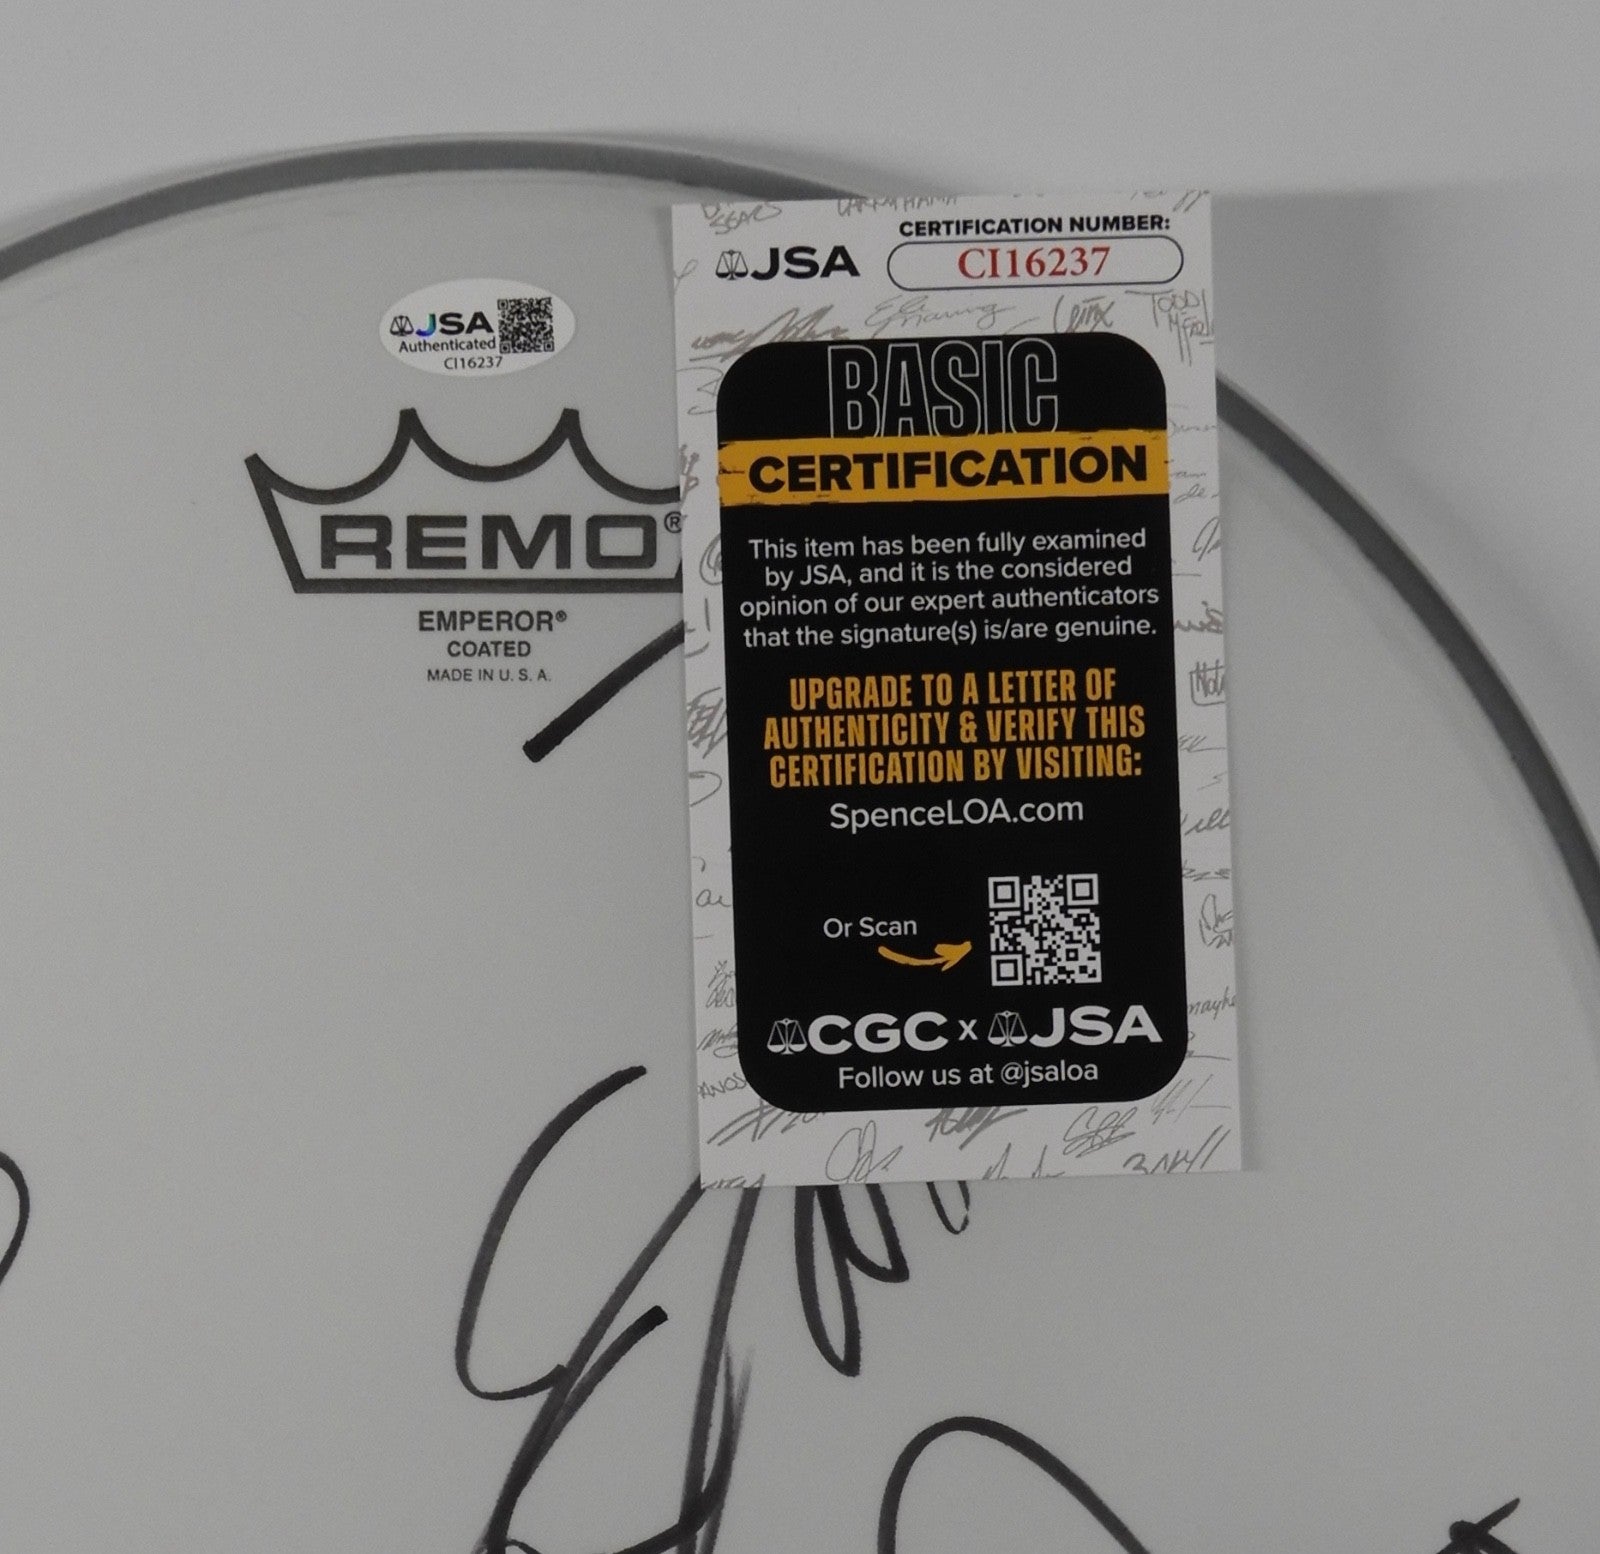 CERTIFICATION NUMBER:
JSA
CI16237
JSA
Authenticated
CI16237
BASIC
CERTIFICATION
REMO®
EMPEROR®
COATED
MADE IN U. S. A.
This item has been fully examined
by JSA, and it is the considered
opinion of our expert authenticators
that the signature(s) is/are genuine.
UPGRADE TO A LETTER OF
AUTHENTICITY & VERIFY THIS
CERTIFICATION BY VISITING:
SpenceLOA.com
Or Scan
CGC x JSA
Follow us at @jsaloa